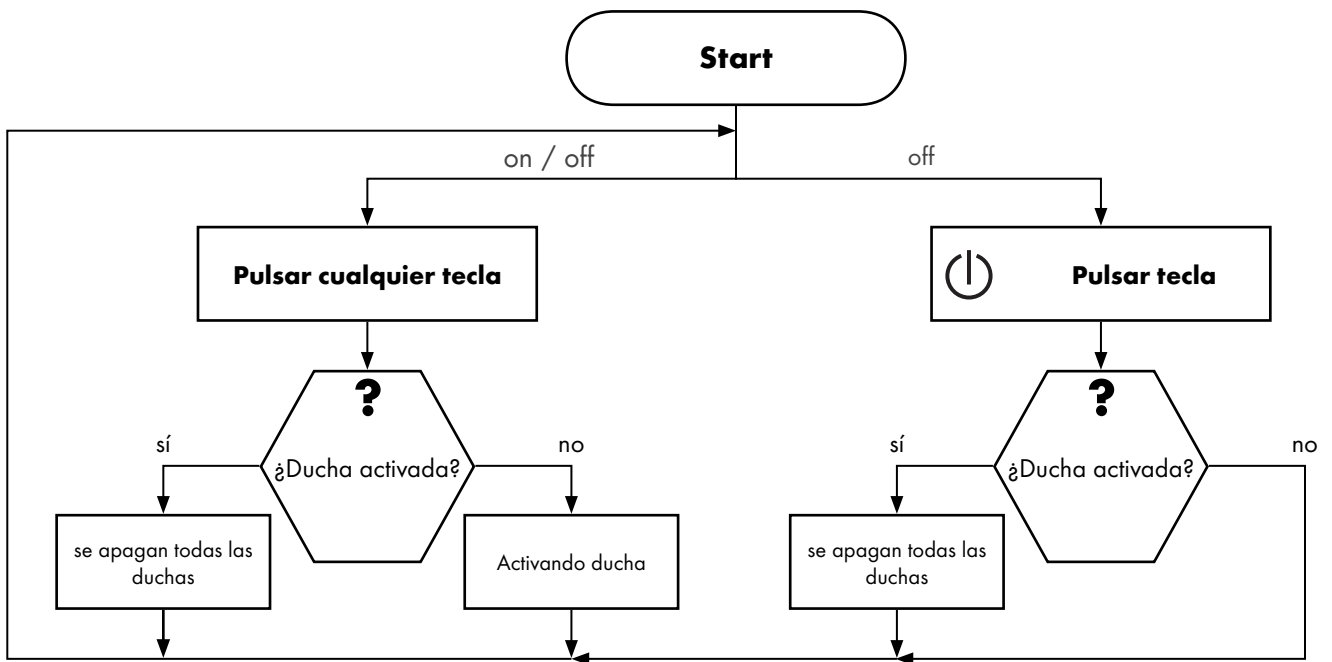 Start
on / off
off
Pulsar cualquier tecla
Pulsar tecla
?
¿Ducha activada?
sí
no
se apagan todas las
duchas
Activando ducha
?
¿Ducha activada?
sí
no
se apagan todas las
duchas